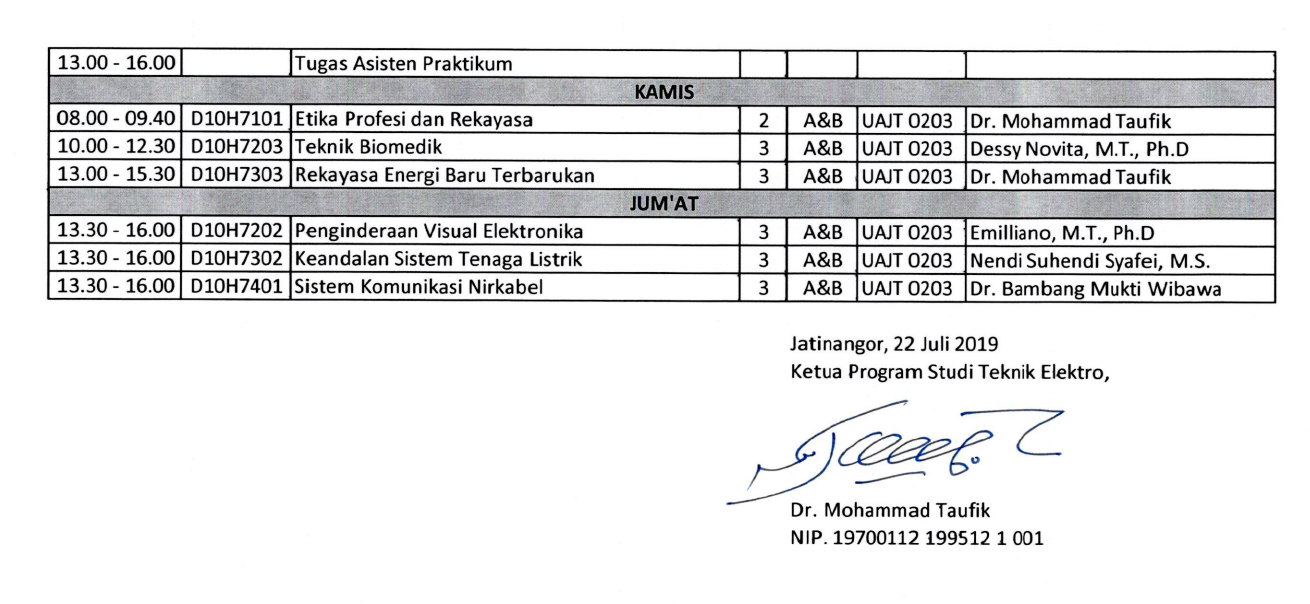 13.00 - 16.00 Tugas Asisten Praktikum
KAMIS
08.00 - 09.40 D10H7101 Etika Profesi dan Rekayasa 2 A&B UAJT 0203 Dr. Mohammad Taufik
10.00 - 12.30 D10H7203 Teknik Biomedik 3 A&B UAJT 0203 Dessy Novita, M.T., Ph.D
13.00 - 15.30 D10H7303 Rekayasa Energi Baru Terbarukan 3 A&B UAJT 0203 Dr. Mohammad Taufik
JUM'AT
13.30 - 16.00 D10H7202 Penginderaan Visual Elektronika 3 A&B UAJT 0203 Emilliano, M.T., Ph.D
13.30 - 16.00 D10H7302 Keandalan Sistem Tenaga Listrik 3 A&B UAJT 0203 Nendi Suhendi Syafei, M.S.
13.30 - 16.00 D10H7401 Sistem Komunikasi Nirkabel 3 A&B UAJT 0203 Dr. Bambang Mukti Wibawa
Jatinangor, 22 Juli 2019
Ketua Program Studi Teknik Elektro,
Dr. Mohammad Taufik
NIP. 19700112 199512 1 001